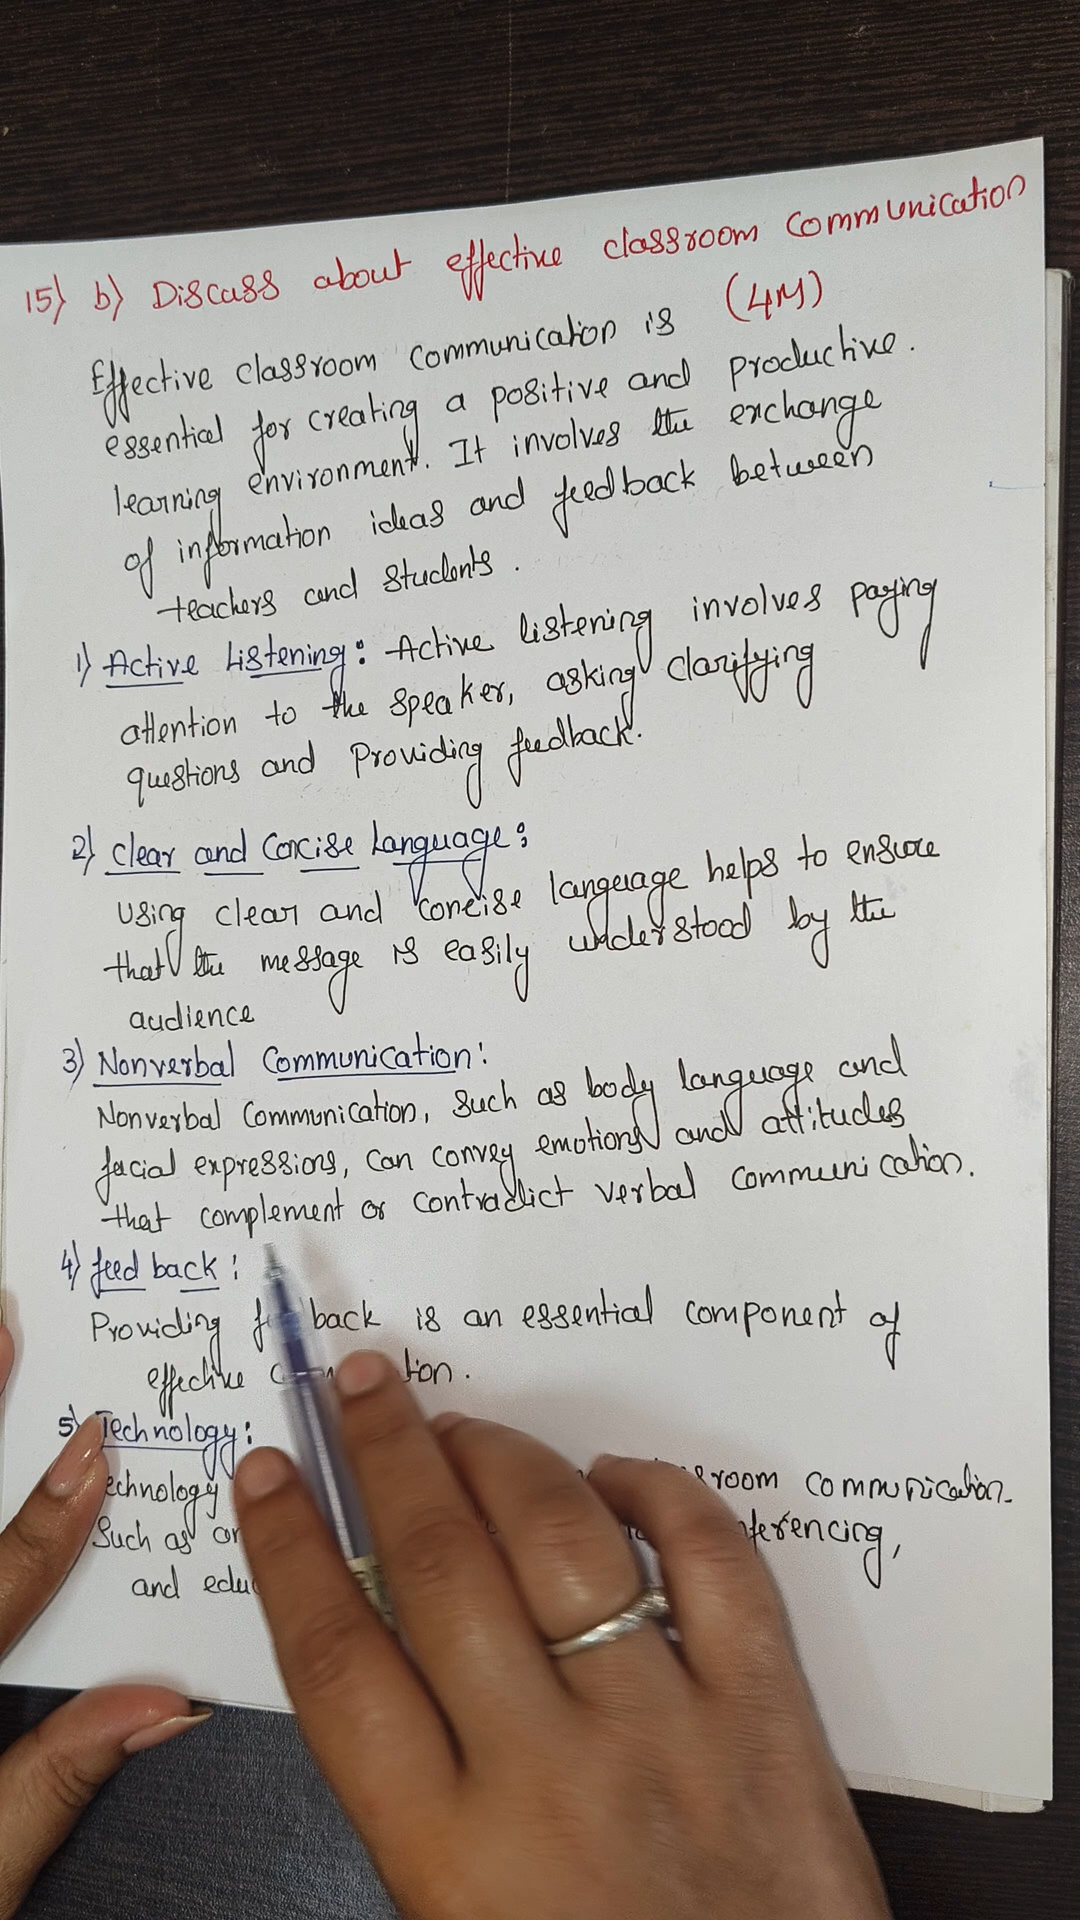 15) b) Discuss about effective classroom communication
(4M)
Effective classroom communication is
essential for creating a positive and productive.
learning environment. It involves the exchange
of information ideas and feedback between
teachers and students.
1) Active Listening: Active listening involves paying
attention to the speaker, asking clarifying
questions and Providing feedback.
2) Clear and Concise Language:
Using clear and concise language helps to ensure
that the message is easily understood by the
audience
3) Nonverbal Communication:
Nonverbal Communication, Such as body language and
facial expressions, can convey emotions and attitudes
that complement or contradict verbal communication.
4) feed back:
Providing back is an essential component of
effective
5) Technology:
echnology room communication.
Such as ferencing,
and